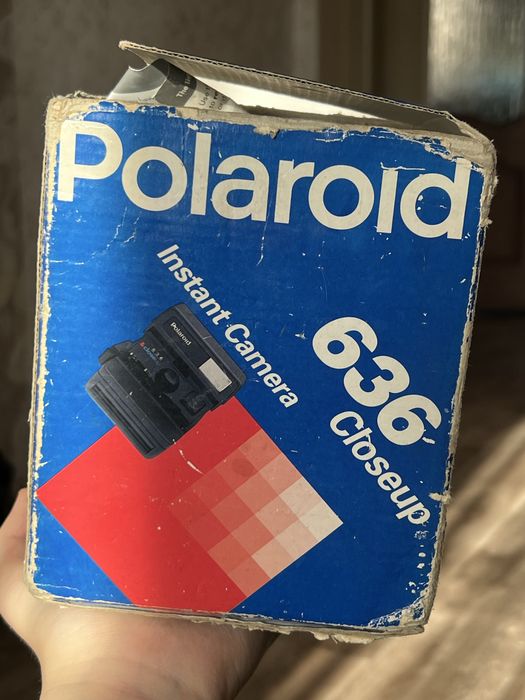 Polaroid
Instant Camera
Polaroid
636
Closeup